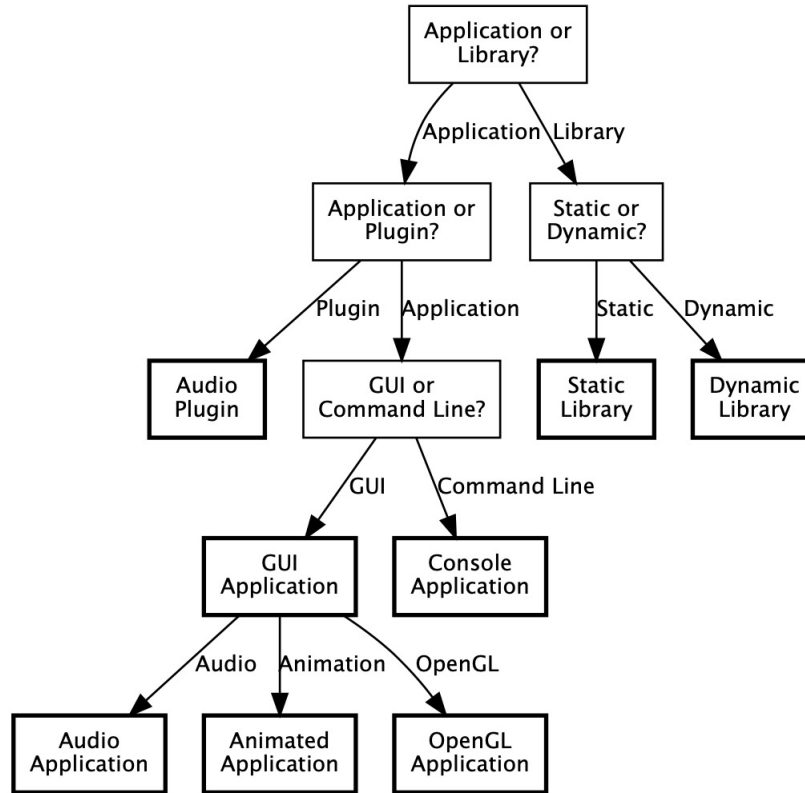 Application or
Library?
Application
Library
Application or
Plugin?
Static or
Dynamic?
Plugin
Application
Static
Dynamic
Audio
Plugin
GUI or
Command Line?
Static
Library
Dynamic
Library
GUI
Command Line
GUI
Application
Console
Application
Audio
Animation
OpenGL
Audio
Application
Animated
Application
OpenGL
Application